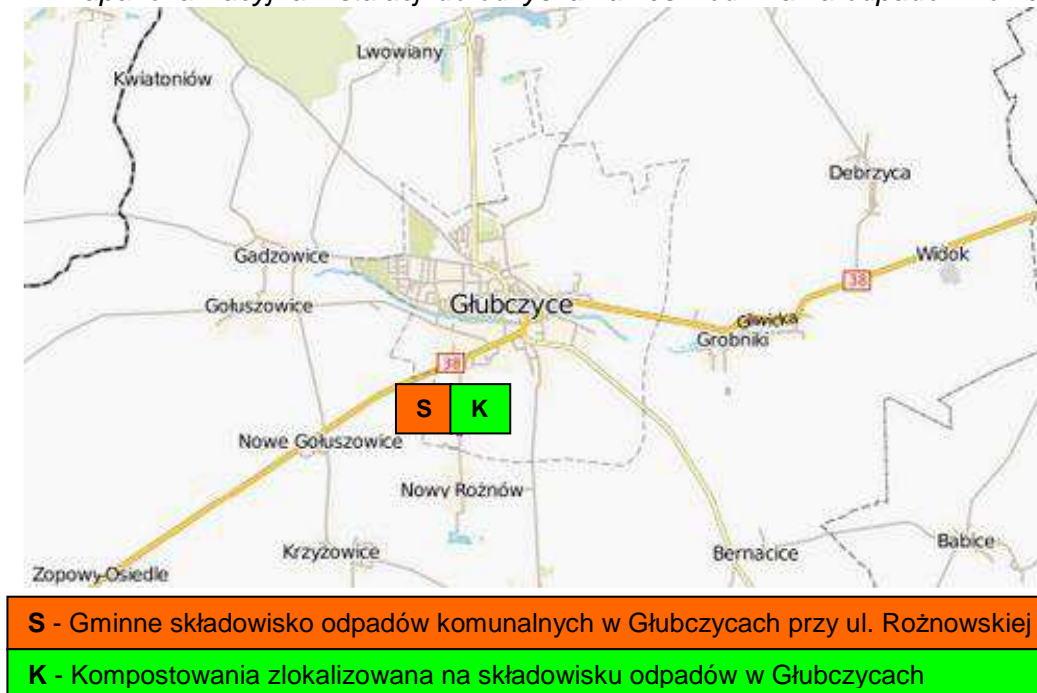 Lwowiany
Kwiatoniów
Debrzyca
Gadzowice
Widok
38
Gołuszowice
Głubczyce
Gliwicka
Grobniki
38
S K
Nowe Gołuszowice
Nowy Rożnów
Krzyżowice
Bernacice
Babice
Zopowy-Osiedle
S - Gminne składowisko odpadów komunalnych w Głubczycach przy ul. Rożnowskiej
K - Kompostowania zlokalizowana na składowisku odpadów w Głubczycach